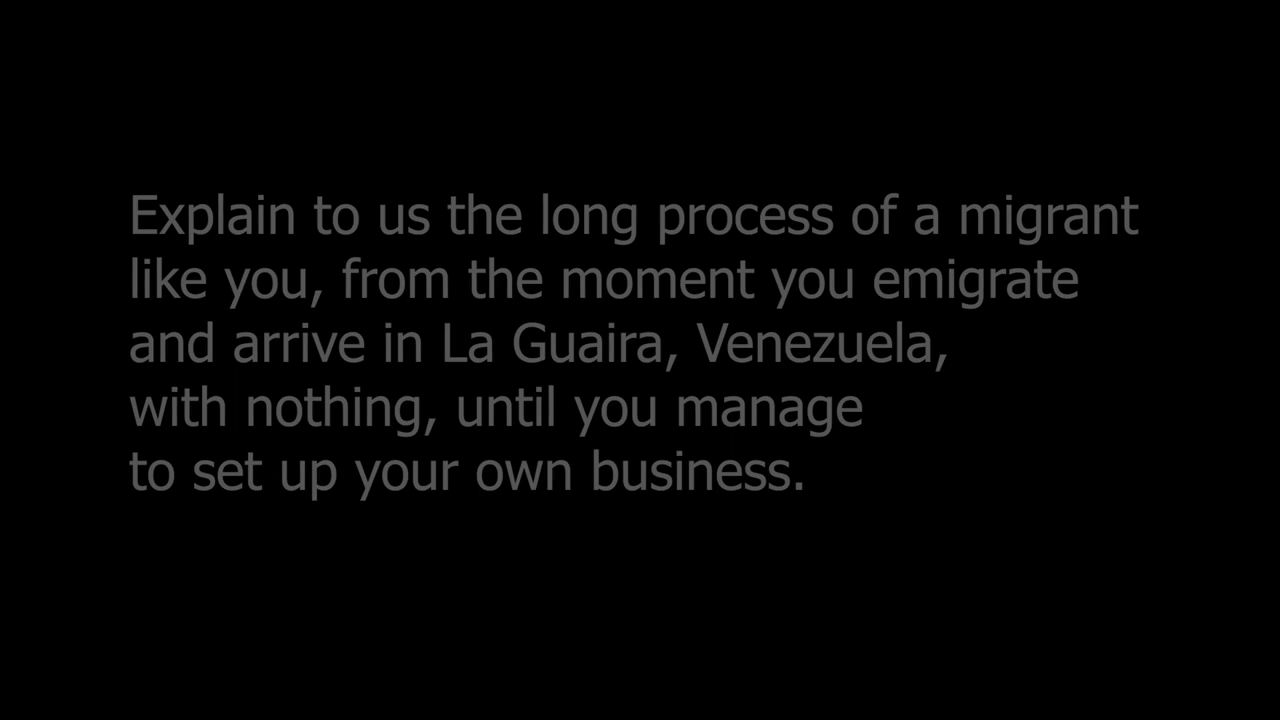 Explain to us the long process of a migrant
like you, from the moment you emigrate
and arrive in La Guaira, Venezuela,
with nothing, until you manage
to set up your own business.